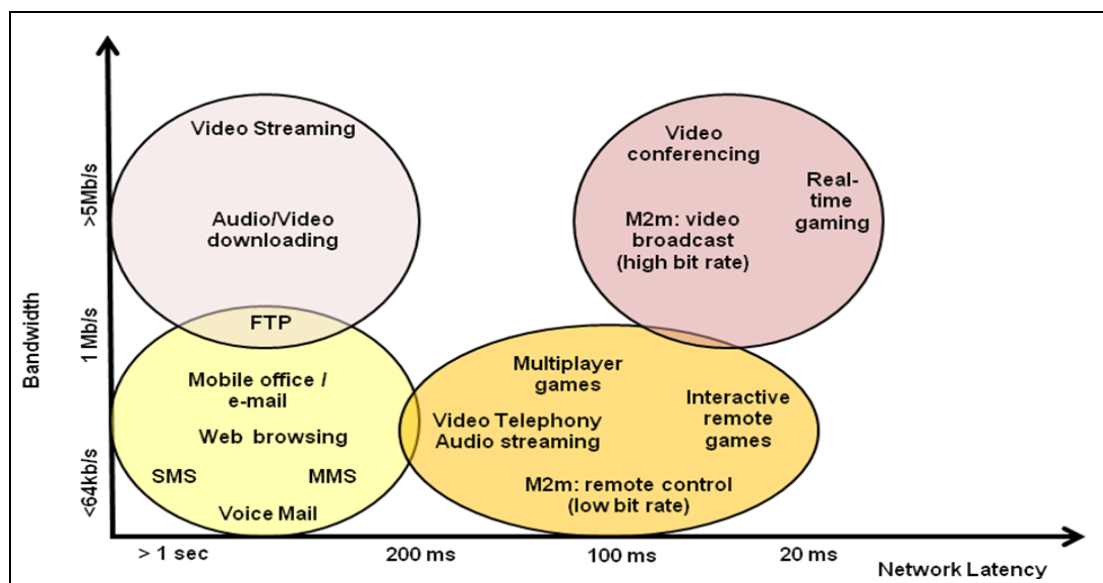 Video Streaming
Audio/Video
downloading
FTP
Mobile office /
e-mail
Web browsing
SMS
MMS
Voice Mail
Video
conferencing
Real-
time
gaming
M2m: video
broadcast
(high bit rate)
Multiplayer
games
Interactive
remote
games
Video Telephony
Audio streaming
M2m: remote control
(low bit rate)
Bandwidth
>5Mb/s
1Mb/s
<64kb/s
> 1 sec
200 ms
100 ms
20 ms
Network Latency